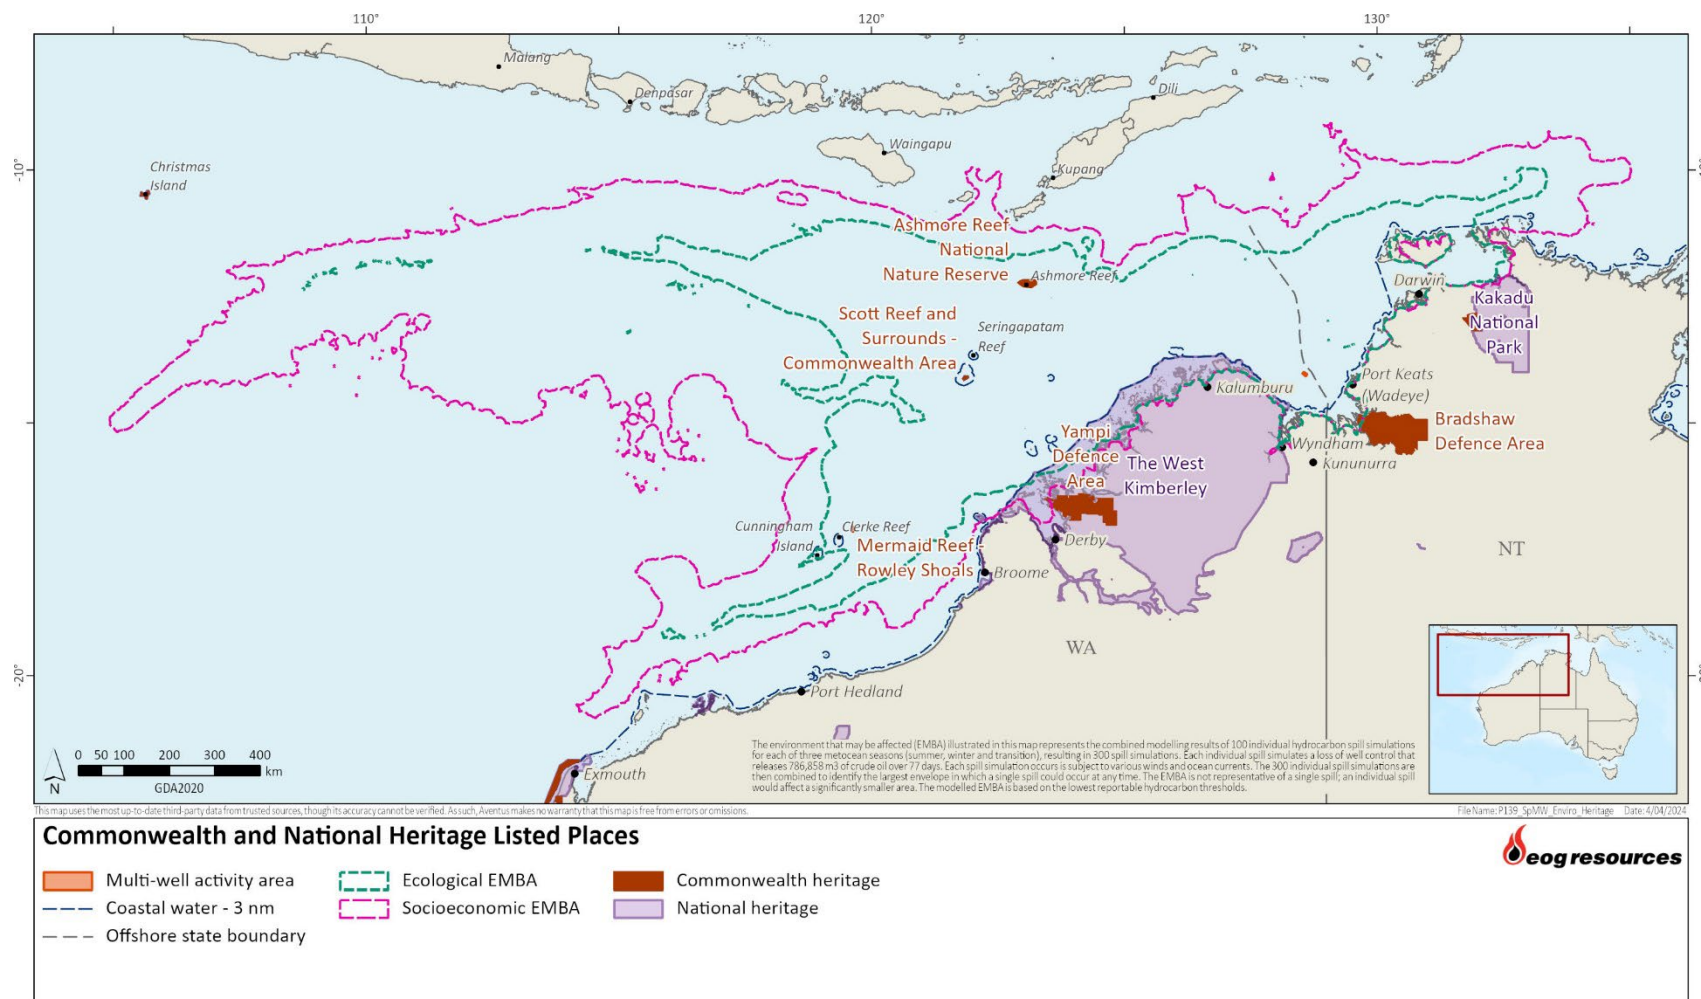 110°
120°
130°
Malang
Denpasar
Dili
Waingapu
Kupang
-10°
Christmas
Island
Ashmore Reef
National
Nature Reserve
Ashmore Reef
Darwin
Kakadu
National
Park
Scott Reef and
Surrounds -
Commonwealth Area
Seringapatam
Reef
Kalumburu
Port Keats
(Wadeye)
Bradshaw
Defence Area
Yampi
Defence
Area
The West
Kimberley
Wyndham
Kununurra
Cunningham
Island
Clerke Reef
Mermaid Reef -
Rowley Shoals
Derby
Broome
NT
WA
-20°
Port Hedland
Exmouth
0 50 100 200 300 400
km
GDA2020
N
The environment that may be affected (EMBA) illustrated in this map represents the combined modelling results of 100 individual hydrocarbon spill simulations
for each of three metocean seasons (summer, winter and transition), resulting in 300 spill simulations. Each individual spill simulates a loss of well control that
releases 786,858 m3 of crude oil over 77 days. Each spill simulation occurs is subject to various winds and ocean currents. The 300 individual spill simulations are
then combined to identify the largest envelope in which a single spill could occur at any time. The EMBA is not representative of a single spill; an individual spill
would affect a significantly smaller area. The modelled EMBA is based on the lowest reportable hydrocarbon thresholds.
This map uses the most up-to-date third-party data from trusted sources, though its accuracy cannot be verified. As such, Aventus makes no warranty that this map is free from errors or omissions.
File Name: P139_SpMW_Enviro_Heritage Date: 4/04/2024
Commonwealth and National Heritage Listed Places
eog resources
Multi-well activity area
Ecological EMBA
Commonwealth heritage
Coastal water - 3 nm
Socioeconomic EMBA
National heritage
Offshore state boundary